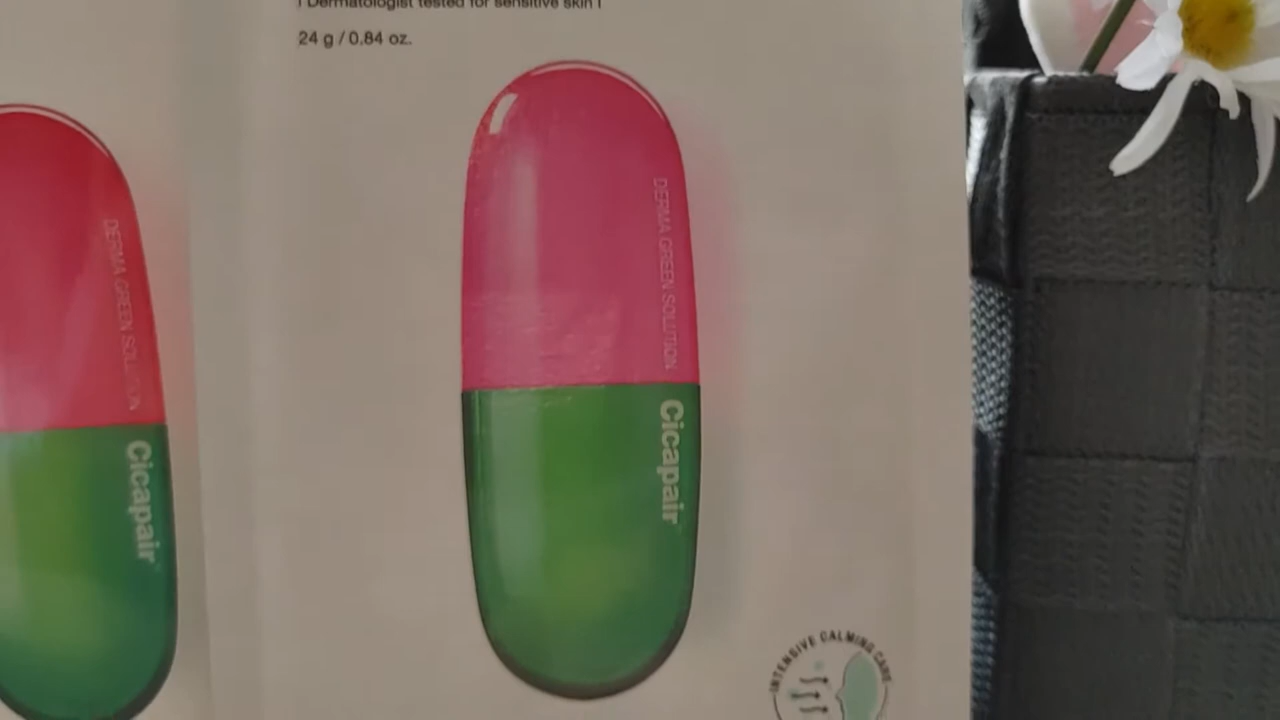 Dermatologist tested for sensitive skin
24 g / 0.84 oz.
DERMA GREEN SOLUTION
Cicapair
DERMA GREEN
Cicapair
INTENSIVE CALMING CARE